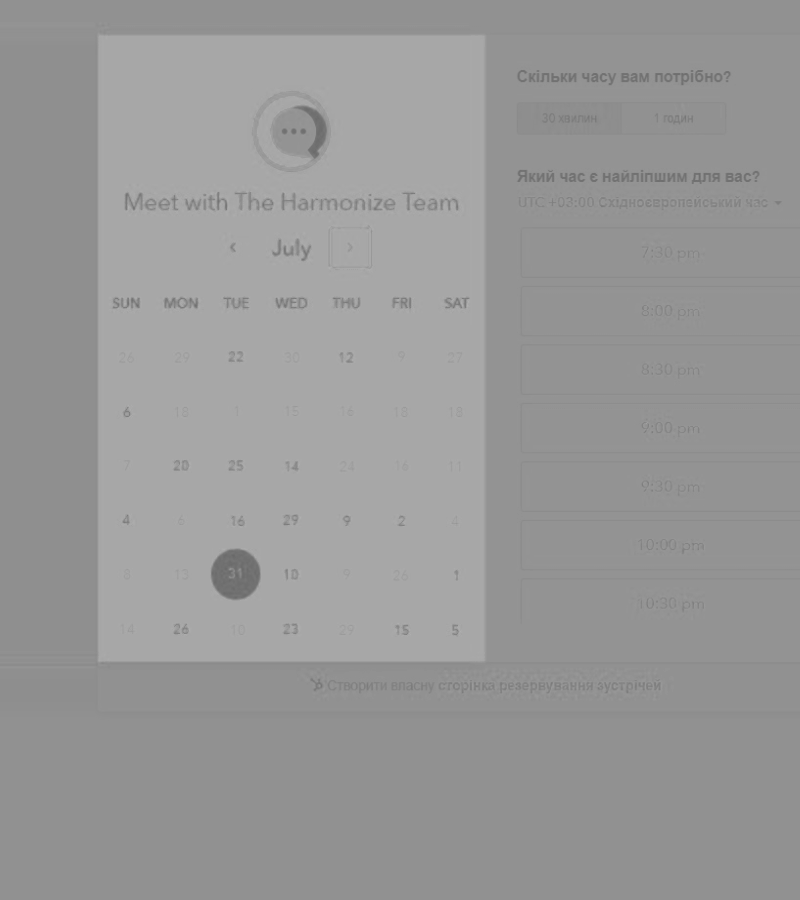 Meet with The Harmonize Team
July
SUN MON TUE WED THU FRI SAT
26 29 22 30 12 9 27
6 18 1 15 16 18 18
7 20 25 14 24 16 11
4 6 16 29 9 2 4
8 13 31 10 9 26 1
14 26 10 23 29 15 5
Скільки часу вам потрібно?
30 хвилин 1 годин
Який час є найліпшим для вас?
UTC +03:00 Східноєвропейський час
7:30 pm
8:00 pm
8:30 pm
9:00 pm
9:30 pm
10:00 pm
10:30 pm
Створити власну сторінка резервування зустрічей